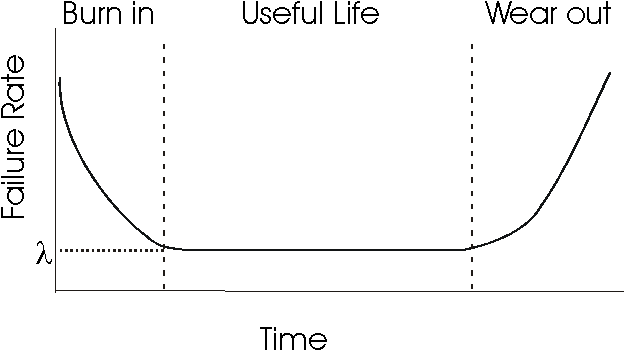 Burn in
Useful Life
Wear out
Failure Rate
λ
Time